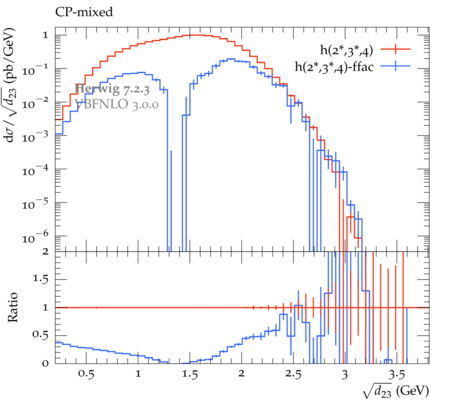 CP-mixed
dσ/√d₂₃ (pb/GeV)
1
10⁻¹
10⁻²
10⁻³
10⁻⁴
10⁻⁵
10⁻⁶
h(2*,3*,4)
h(2*,3*,4)-ffac
Herwig 7.2.3
VBFNLO 3.0.0
Ratio
2
1.5
1
0.5
0
0.5
1
1.5
2
2.5
3
3.5
√d₂₃ (GeV)